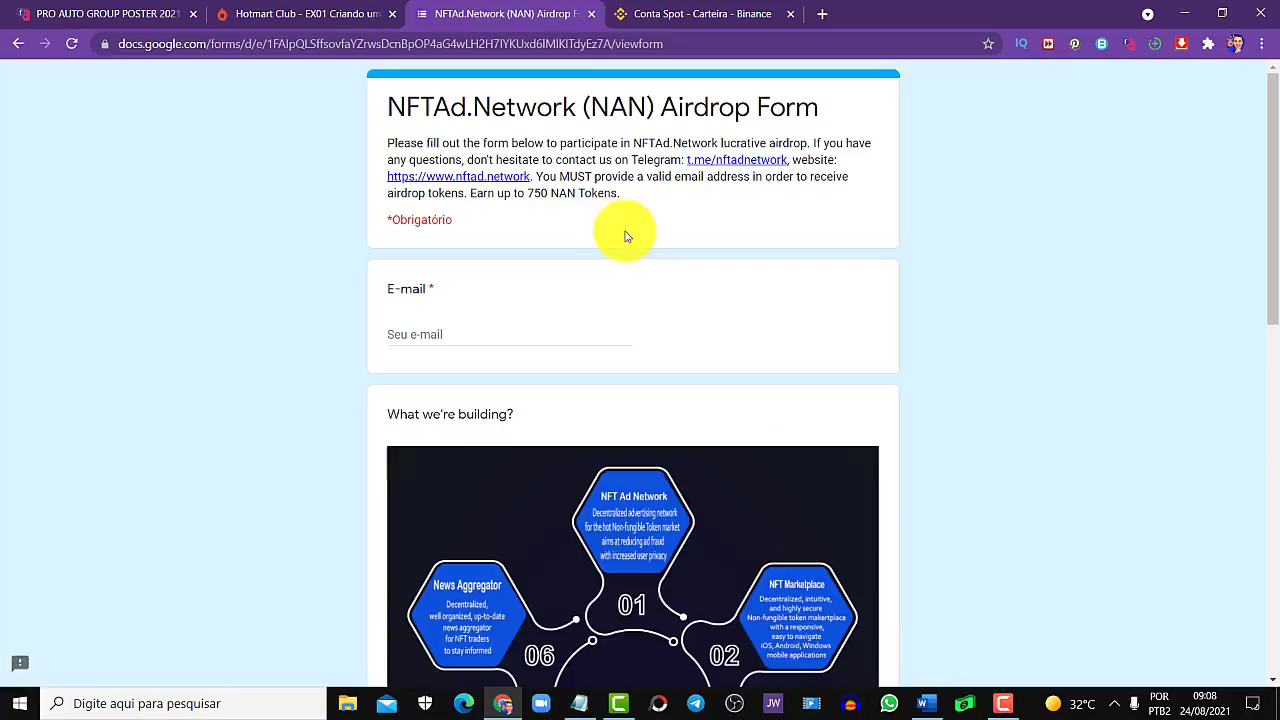 PRO AUTO GROUP POSTER 2021
Hotmart Club - EX01 Criando um
NFTAd.Network (NAN) Airdrop F
Conta Spot - Carteira - Binance
docs.google.com/forms/d/e/1FAIpQLSffsovfaYZrwsDcnBpOP4aG4wLH2H7IYKUxd6lMlKITdyEz7A/viewform
NFTAd.Network (NAN) Airdrop Form
Please fill out the form below to participate in NFTAd.Network lucrative airdrop. If you have
any questions, don't hesitate to contact us on Telegram: t.me/nftadnetwork, website:
https://www.nftad.network. You MUST provide a valid email address in order to receive
airdrop tokens. Earn up to 750 NAN Tokens.
*Obrigatório
E-mail *
Seu e-mail
What we're building?
NFT Ad Network
Decentralized advertising network
for the hot Non-fungible Token market
aims at reducing ad fraud
with increased user privacy
01
News Aggregator
Decentralized,
well organized, up-to-date
news aggregator
for NFT traders
to stay informed
06
NFT Marketplace
Decentralized, intuitive,
and highly secure
Non-fungible token makertplace
with a responsive,
easy to navigate
iOS, Android, Windows
mobile applications
02
Digite aqui para pesquisar
32°C
POR
PTB2
09:08
24/08/2021